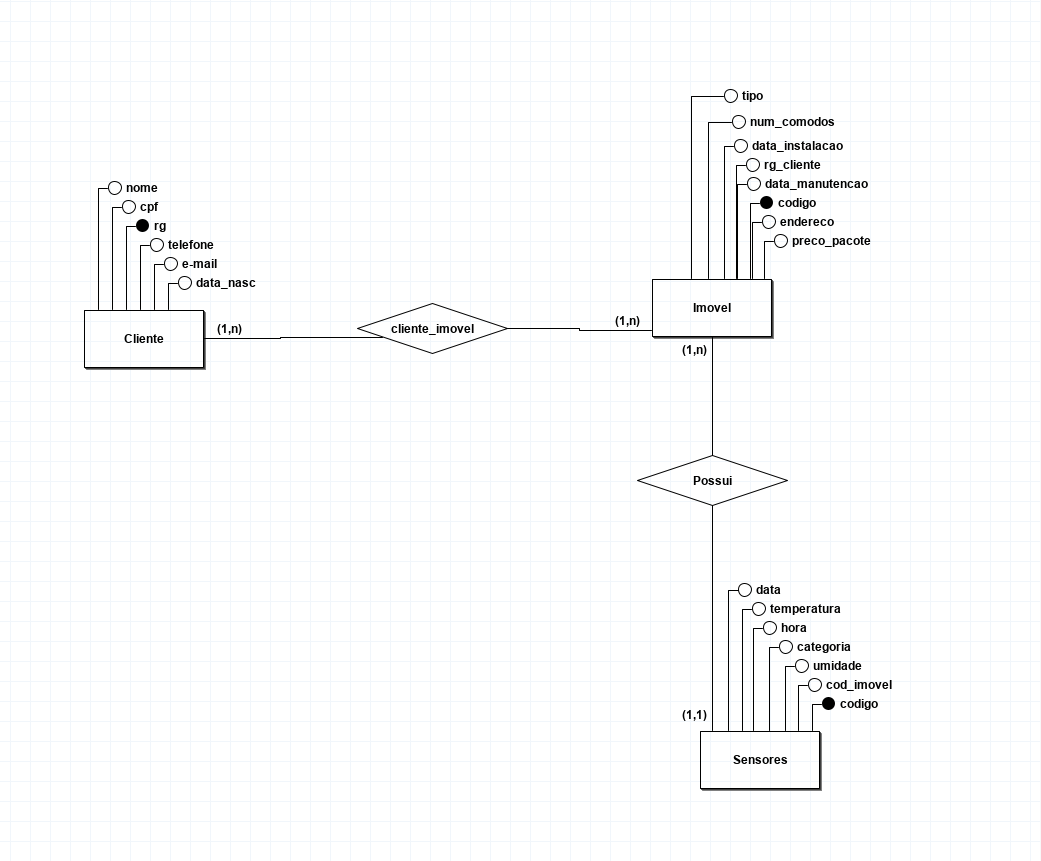 tipo
num_comodos
data_instalacao
rg_cliente
data_manutencao
codigo
endereco
preco_pacote
nome
cpf
rg
telefone
e-mail
data_nasc
Cliente
(1,n)
cliente_imovel
(1,n)
Imovel
(1,n)
Possui
data
temperatura
hora
categoria
umidade
cod_imovel
codigo
(1,1)
Sensores